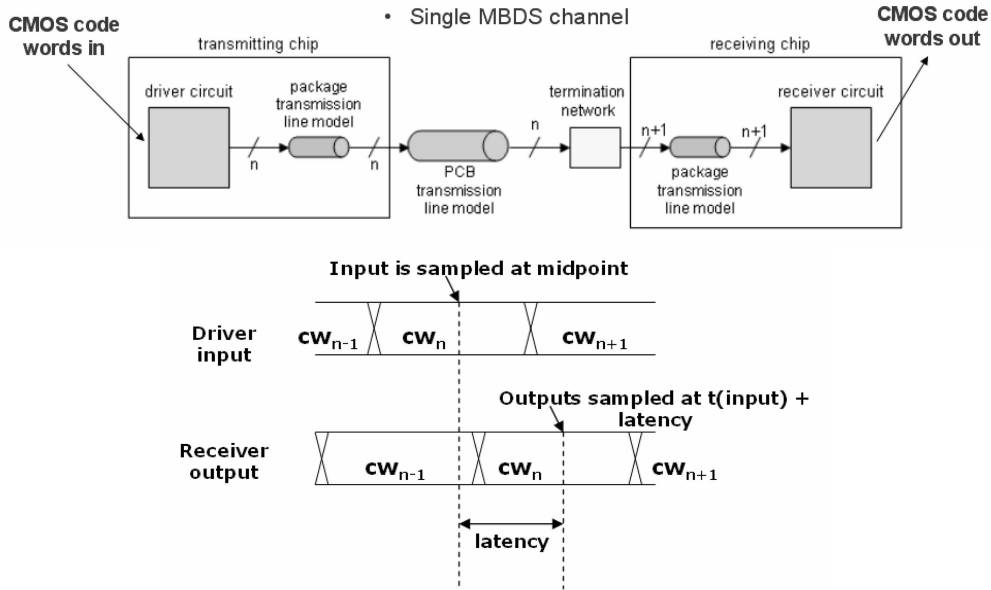 • Single MBDS channel
CMOS code
words in
CMOS code
words out
transmitting chip
receiving chip
driver circuit
package
transmission
line model
n
n
PCB
transmission
line model
n
termination
network
n+1
package
transmission
line model
n+1
receiver circuit
Input is sampled at midpoint
Driver
input
cwn-1
cwn
cwn+1
Outputs sampled at t(input) +
latency
Receiver
output
cwn-1
cwn
cwn+1
latency